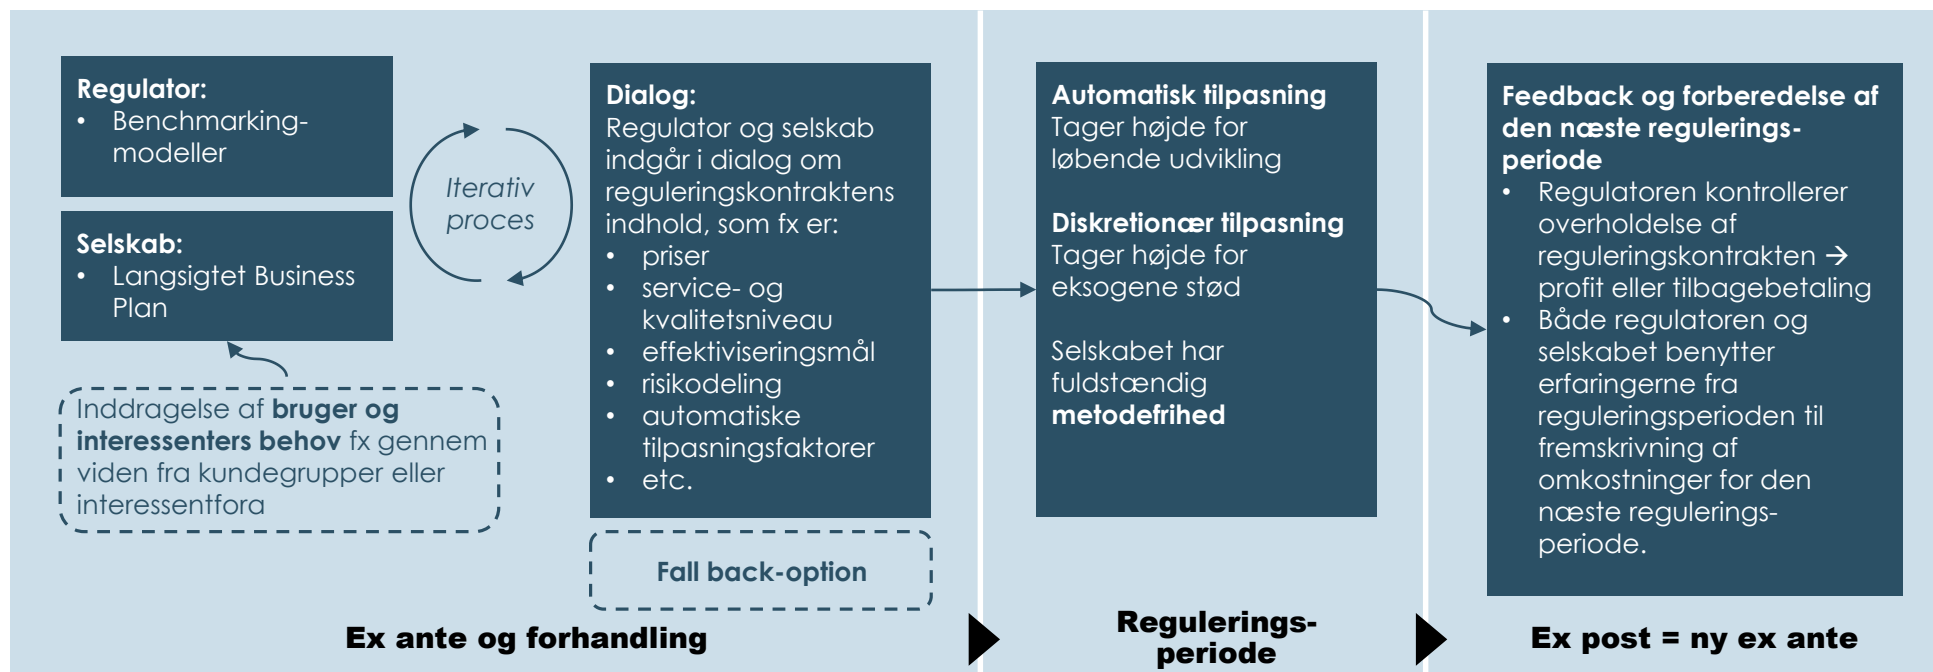 Regulator:
• Benchmarking-
modeller
Selskab:
• Langsigtet Business
Plan
Inddragelse af bruger og
interessenters behov fx gennem
viden fra kundegrupper eller
interessentfora
Iterativ
proces
Dialog:
Regulator og selskab
indgår i dialog om
reguleringskontraktens
indhold, som fx er:
• priser
• service- og
kvalitetsniveau
• effektiviseringsmål
• risikodeling
• automatiske
tilpasningsfaktorer
• etc.
Fall back-option
Ex ante og forhandling
Automatisk tilpasning
Tager højde for
løbende udvikling
Diskretionær tilpasning
Tager højde for
eksogene stød
Selskabet har
fuldstændig
metodefrihed
Regulerings-
periode
Feedback og forberedelse af
den næste regulerings-
periode
• Regulatoren kontrollerer
overholdelse af
reguleringskontrakten →
profit eller tilbagebetaling
• Både regulatoren og
selskabet benytter
erfaringerne fra
reguleringsperioden til
fremskrivning af
omkostninger for den
næste regulerings-
periode.
Ex post = ny ex ante